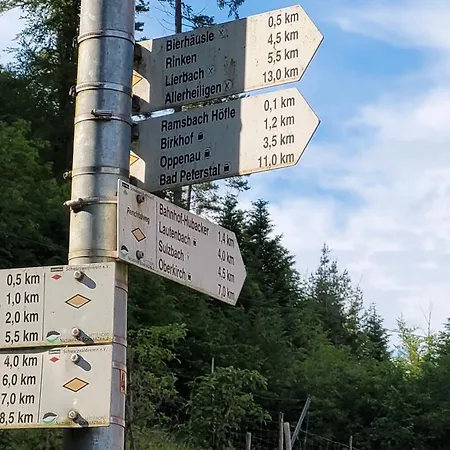 Bierhäusle 0.5 km
Rinken 4.5 km
Lierbach 5.5 km
Allerheiligen 13.0 km
Ramsbach Höfle 0,1 km
Birkhof 1,2 km
Oppenau 3,5 km
Bad Peterstal 11,0 km
Bahnhof-Hubacker 1.4 km
Lautenbach 4.0 km
Sulzbach 4.5 km
Oberkirch 7.0 km
0,5 km
1,0 km
2,0 km
5,5 km
4,0 km
6,0 km
7,0 km
8,5 km